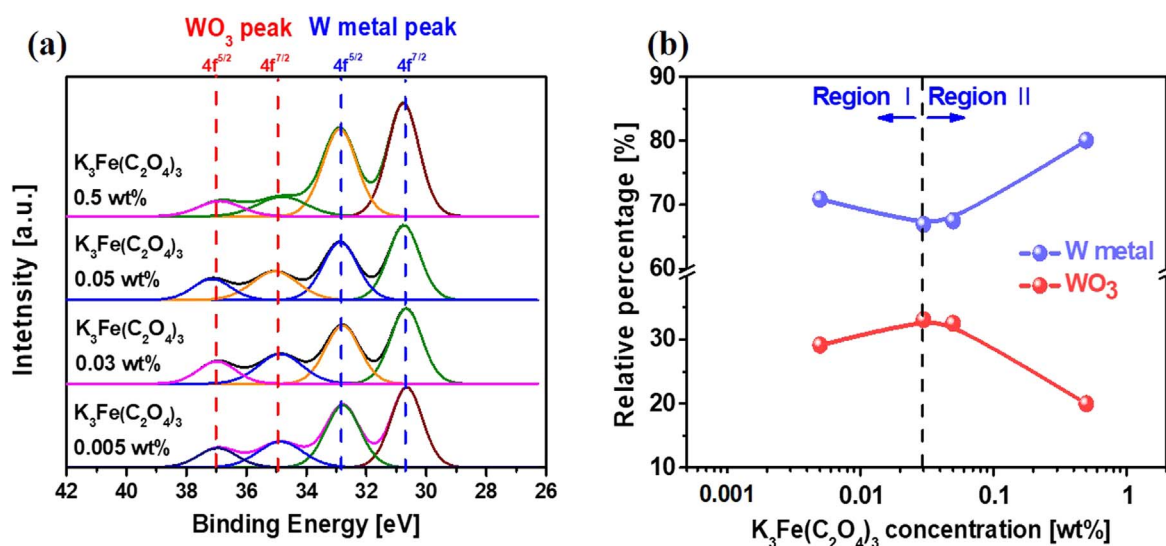 (a)
WO₃ peak
W metal peak
4f⁵/²
4f⁷/²
4f⁵/²
4f⁷/²
K₃Fe(C₂O₄)₃
0.5 wt%
K₃Fe(C₂O₄)₃
0.05 wt%
K₃Fe(C₂O₄)₃
0.03 wt%
K₃Fe(C₂O₄)₃
0.005 wt%
Intetnsity [a.u.]
42 40 38 36 34 32 30 28 26
Binding Energy [eV]
(b)
90
80
70
60
30
20
10
Relative percentage [%]
Region I
Region II
W metal
WO₃
0.001 0.01 0.1 1
K₃Fe(C₂O₄)₃ concentration [wt%]